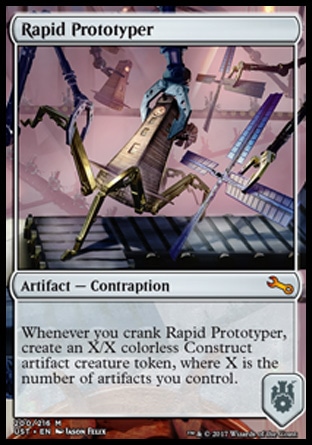 Rapid Prototyper
Artifact — Contraption
Whenever you crank Rapid Prototyper,
create an X/X colorless Construct
artifact creature token, where X is the
number of artifacts you control.
200/216 M
UST • EN Jason Felix
™ & © 2017 Wizards of the Coast